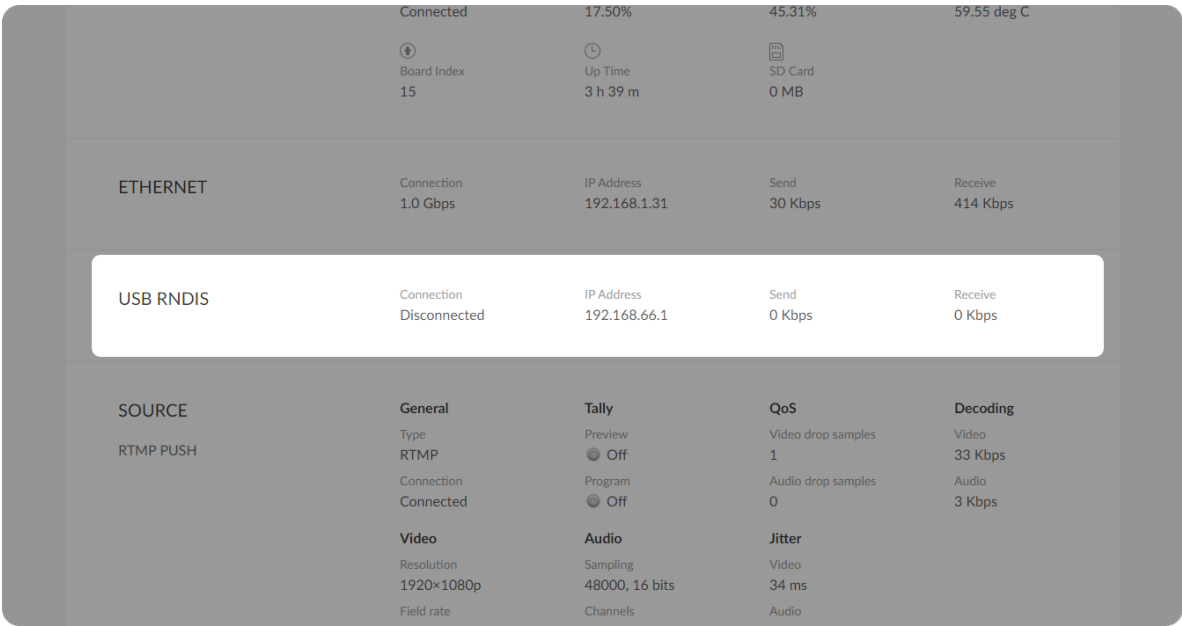 Connected 17.50% 45.31% 59.55 deg C
Board Index Up Time SD Card
15 3 h 39 m 0 MB
ETHERNET Connection IP Address Send Receive
1.0 Gbps 192.168.1.31 30 Kbps 414 Kbps
USB RNDIS Connection IP Address Send Receive
Disconnected 192.168.66.1 0 Kbps 0 Kbps
SOURCE General Tally QoS Decoding
Type Preview Video drop samples Video
RTMP PUSH RTMP Off 1 33 Kbps
Connection Program Audio drop samples Audio
Connected Off 0 3 Kbps
Video Audio Jitter
Resolution Sampling Video
1920×1080p 48000, 16 bits 34 ms
Field rate Channels Audio